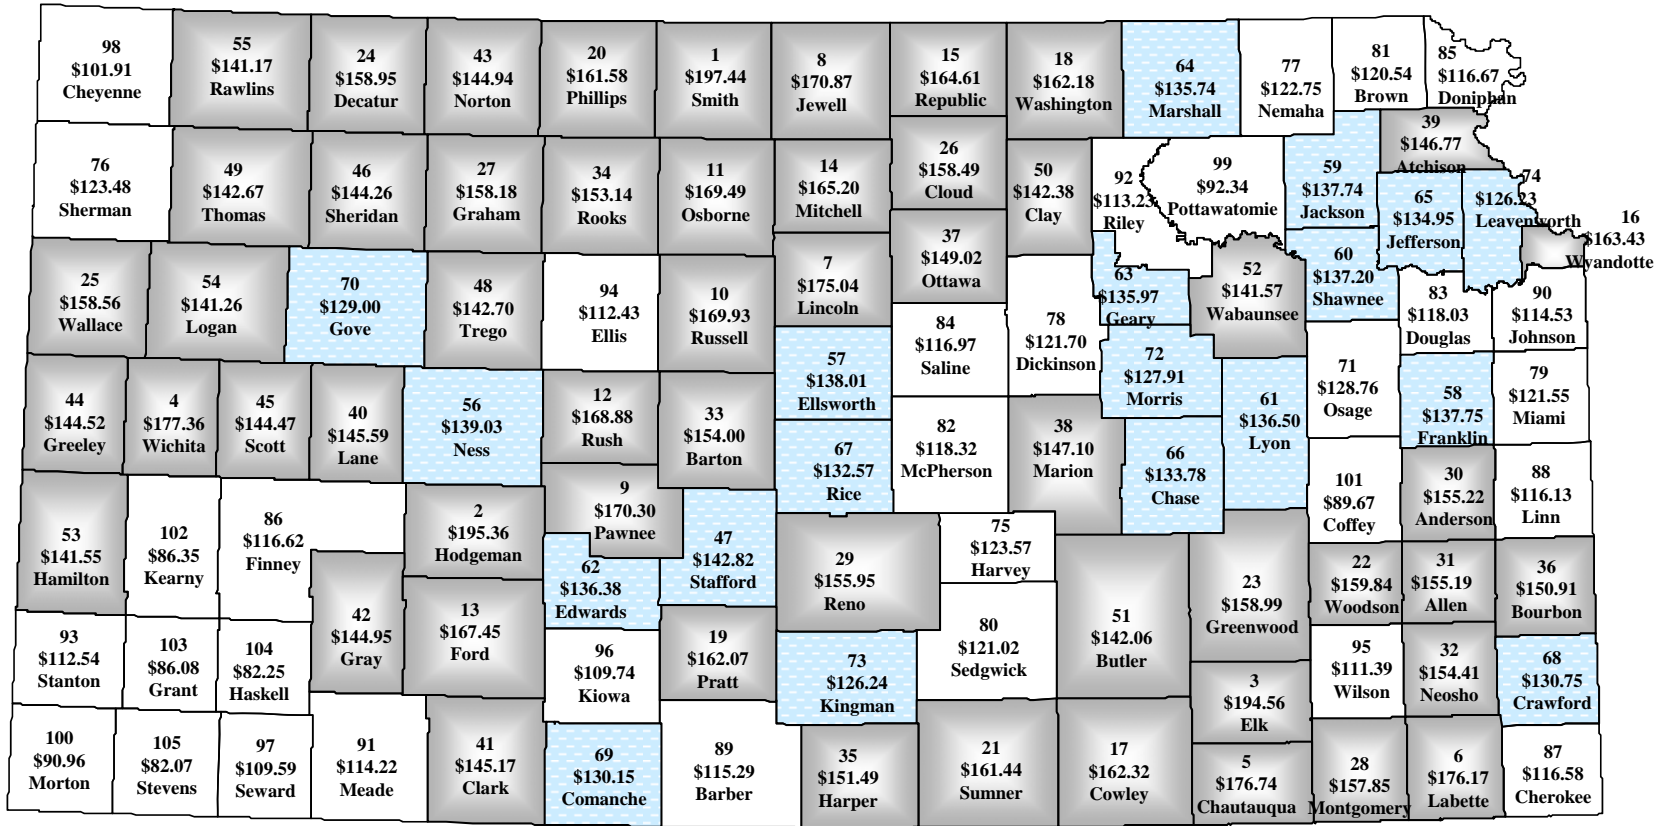 98
$101.91
Cheyenne
55
$141.17
Rawlins
24
$158.95
Decatur
43
$144.94
Norton
20
$161.58
Phillips
1
$197.44
Smith
8
$170.87
Jewell
15
$164.61
Republic
18
$162.18
Washington
64
$135.74
Marshall
77
$122.75
Nemaha
81
$120.54
Brown
85
$116.67
Doniphan
76
$123.48
Sherman
49
$142.67
Thomas
46
$144.26
Sheridan
27
$158.18
Graham
34
$153.14
Rooks
11
$169.49
Osborne
14
$165.20
Mitchell
26
$158.49
Cloud
50
$142.38
Clay
92
$113.23
Riley
99
$92.34
Pottawatomie
59
$137.74
Jackson
39
$146.77
Atchison
65
$134.95
Jefferson
74
$126.23
Leavenworth
16
$163.43
Wyandotte
25
$158.56
Wallace
54
$141.26
Logan
70
$129.00
Gove
48
$142.70
Trego
94
$112.43
Ellis
10
$169.93
Russell
7
$175.04
Lincoln
37
$149.02
Ottawa
84
$116.97
Saline
78
$121.70
Dickinson
63
$135.97
Geary
52
$141.57
Wabaunsee
60
$137.20
Shawnee
83
$118.03
Douglas
90
$114.53
Johnson
44
$144.52
Greeley
4
$177.36
Wichita
45
$144.47
Scott
40
$145.59
Lane
56
$139.03
Ness
12
$168.88
Rush
33
$154.00
Barton
57
$138.01
Ellsworth
67
$132.57
Rice
82
$118.32
McPherson
38
$147.10
Marion
72
$127.91
Morris
66
$133.78
Chase
61
$136.50
Lyon
71
$128.76
Osage
58
$137.75
Franklin
79
$121.55
Miami
53
$141.55
Hamilton
102
$86.35
Kearny
86
$116.62
Finney
2
$195.36
Hodgeman
9
$170.30
Pawnee
47
$142.82
Stafford
62
$136.38
Edwards
29
$155.95
Reno
75
$123.57
Harvey
51
$142.06
Butler
23
$158.99
Greenwood
101
$89.67
Coffey
30
$155.22
Anderson
88
$116.13
Linn
22
$159.84
Woodson
31
$155.19
Allen
36
$150.91
Bourbon
93
$112.54
Stanton
103
$86.08
Grant
104
$82.25
Haskell
42
$144.95
Gray
13
$167.45
Ford
96
$109.74
Kiowa
19
$162.07
Pratt
73
$126.24
Kingman
80
$121.02
Sedgwick
3
$194.56
Elk
95
$111.39
Wilson
32
$154.41
Neosho
68
$130.75
Crawford
100
$90.96
Morton
105
$82.07
Stevens
97
$109.59
Seward
91
$114.22
Meade
41
$145.17
Clark
69
$130.15
Comanche
89
$115.29
Barber
35
$151.49
Harper
21
$161.44
Sumner
17
$162.32
Cowley
5
$176.74
Chautauqua
28
$157.85
Montgomery
6
$176.17
Labette
87
$116.58
Cherokee